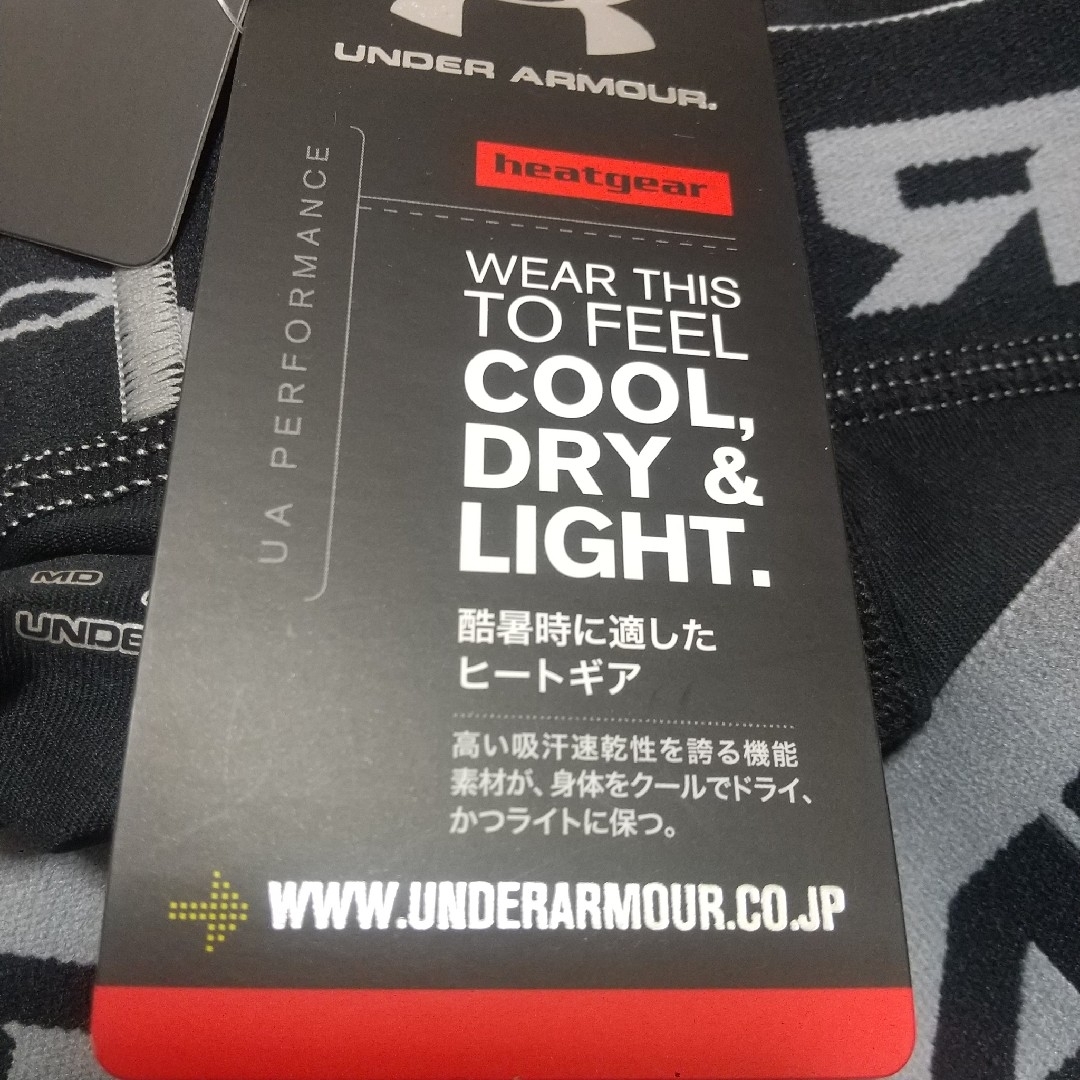 UNDER ARMOUR.
heatgear
UA PERFORMANCE
WEAR THIS
TO FEEL
COOL,
DRY &
LIGHT.
酷暑時に適した
ヒートギア
高い吸汗速乾性を誇る機能
素材が、身体をクールでドライ、
かつライトに保つ。
WWW.UNDERARMOUR.CO.JP
MD
UNDE
R